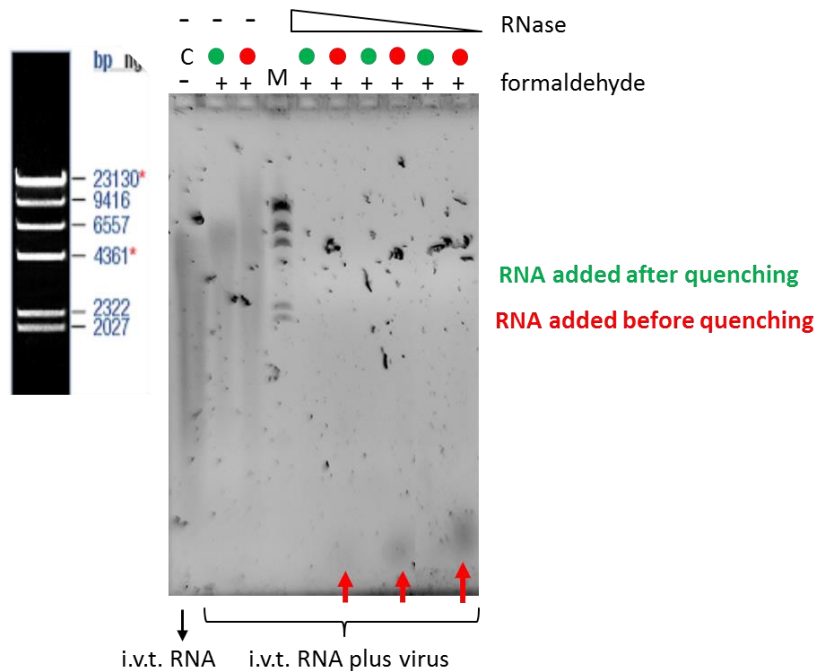 - - - RNase
C
- + + M + + + + + + formaldehyde
bp ng
23130*
9416
6557
4361*
2322
2027
RNA added after quenching
RNA added before quenching
i.v.t. RNA i.v.t. RNA plus virus